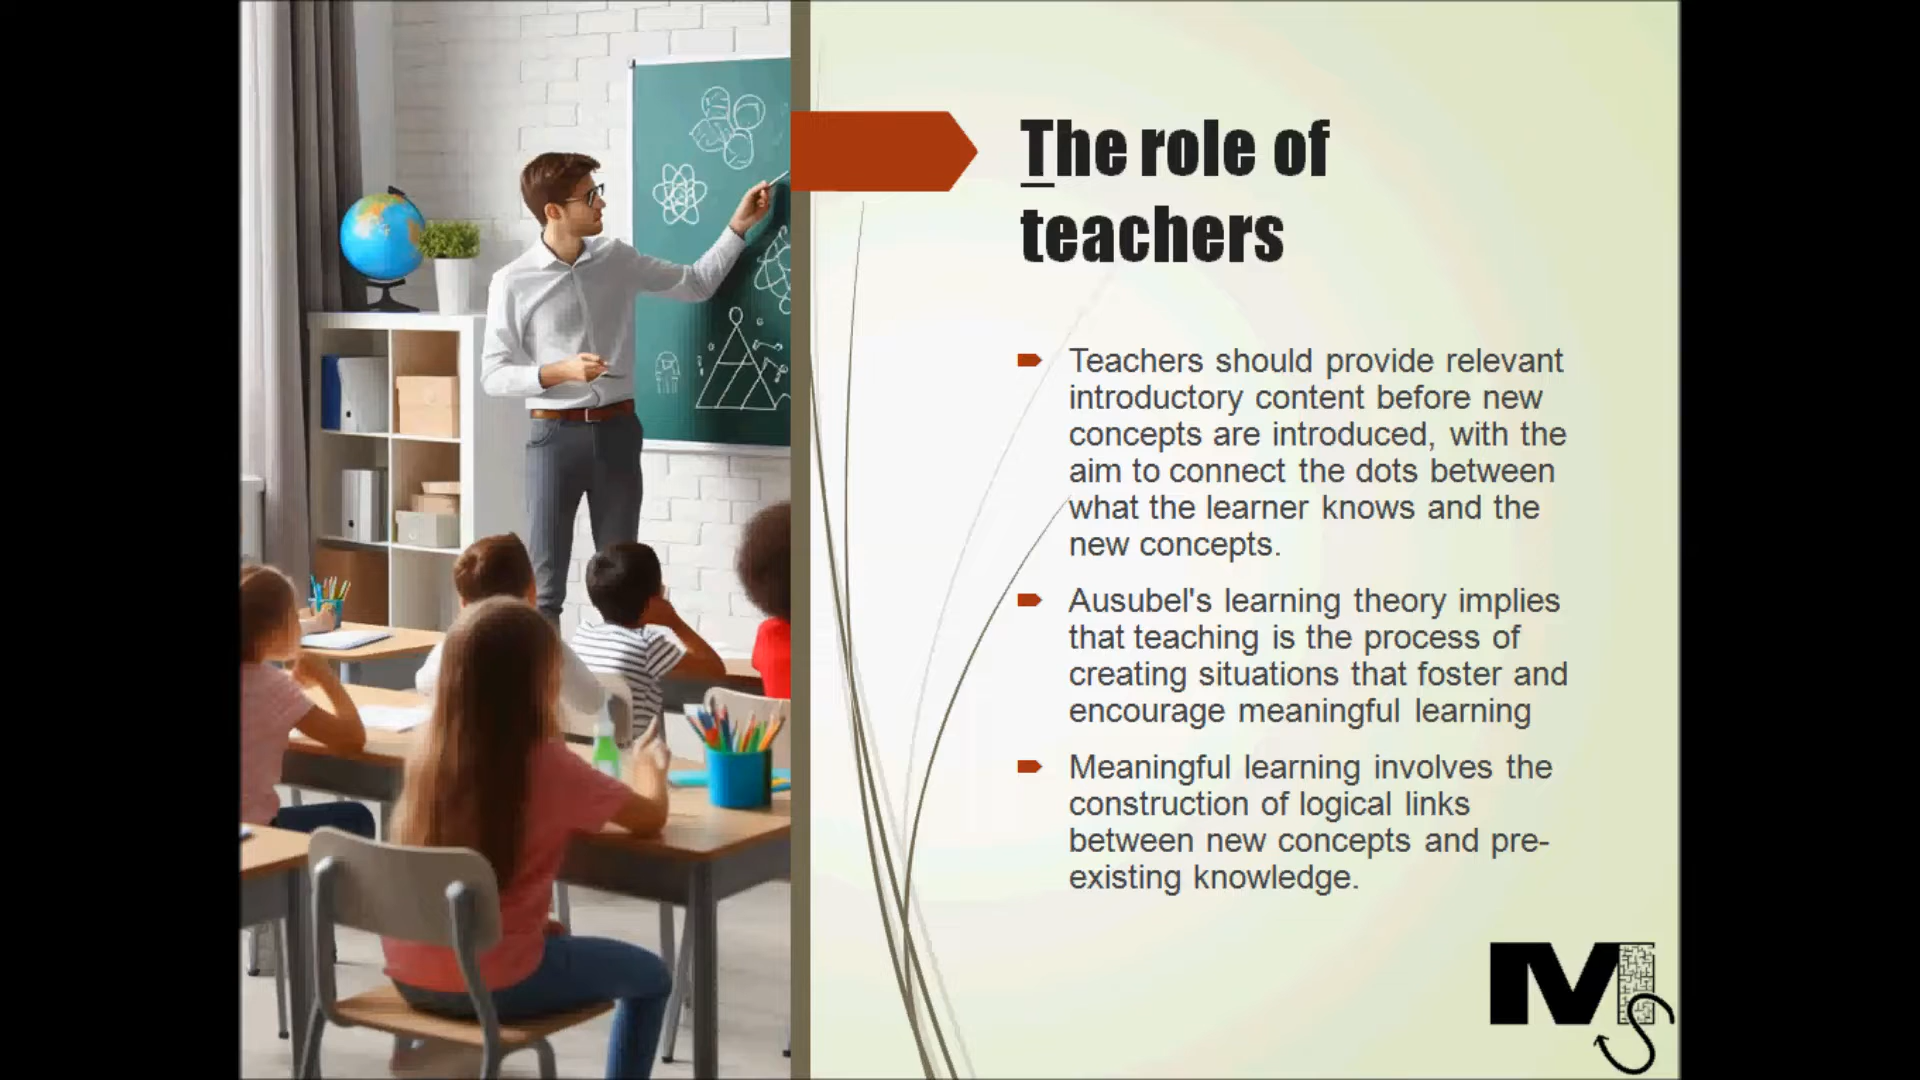 The role of
teachers
Teachers should provide relevant
introductory content before new
concepts are introduced, with the
aim to connect the dots between
what the learner knows and the
new concepts.
Ausubel's learning theory implies
that teaching is the process of
creating situations that foster and
encourage meaningful learning
Meaningful learning involves the
construction of logical links
between new concepts and pre-
existing knowledge.
MS